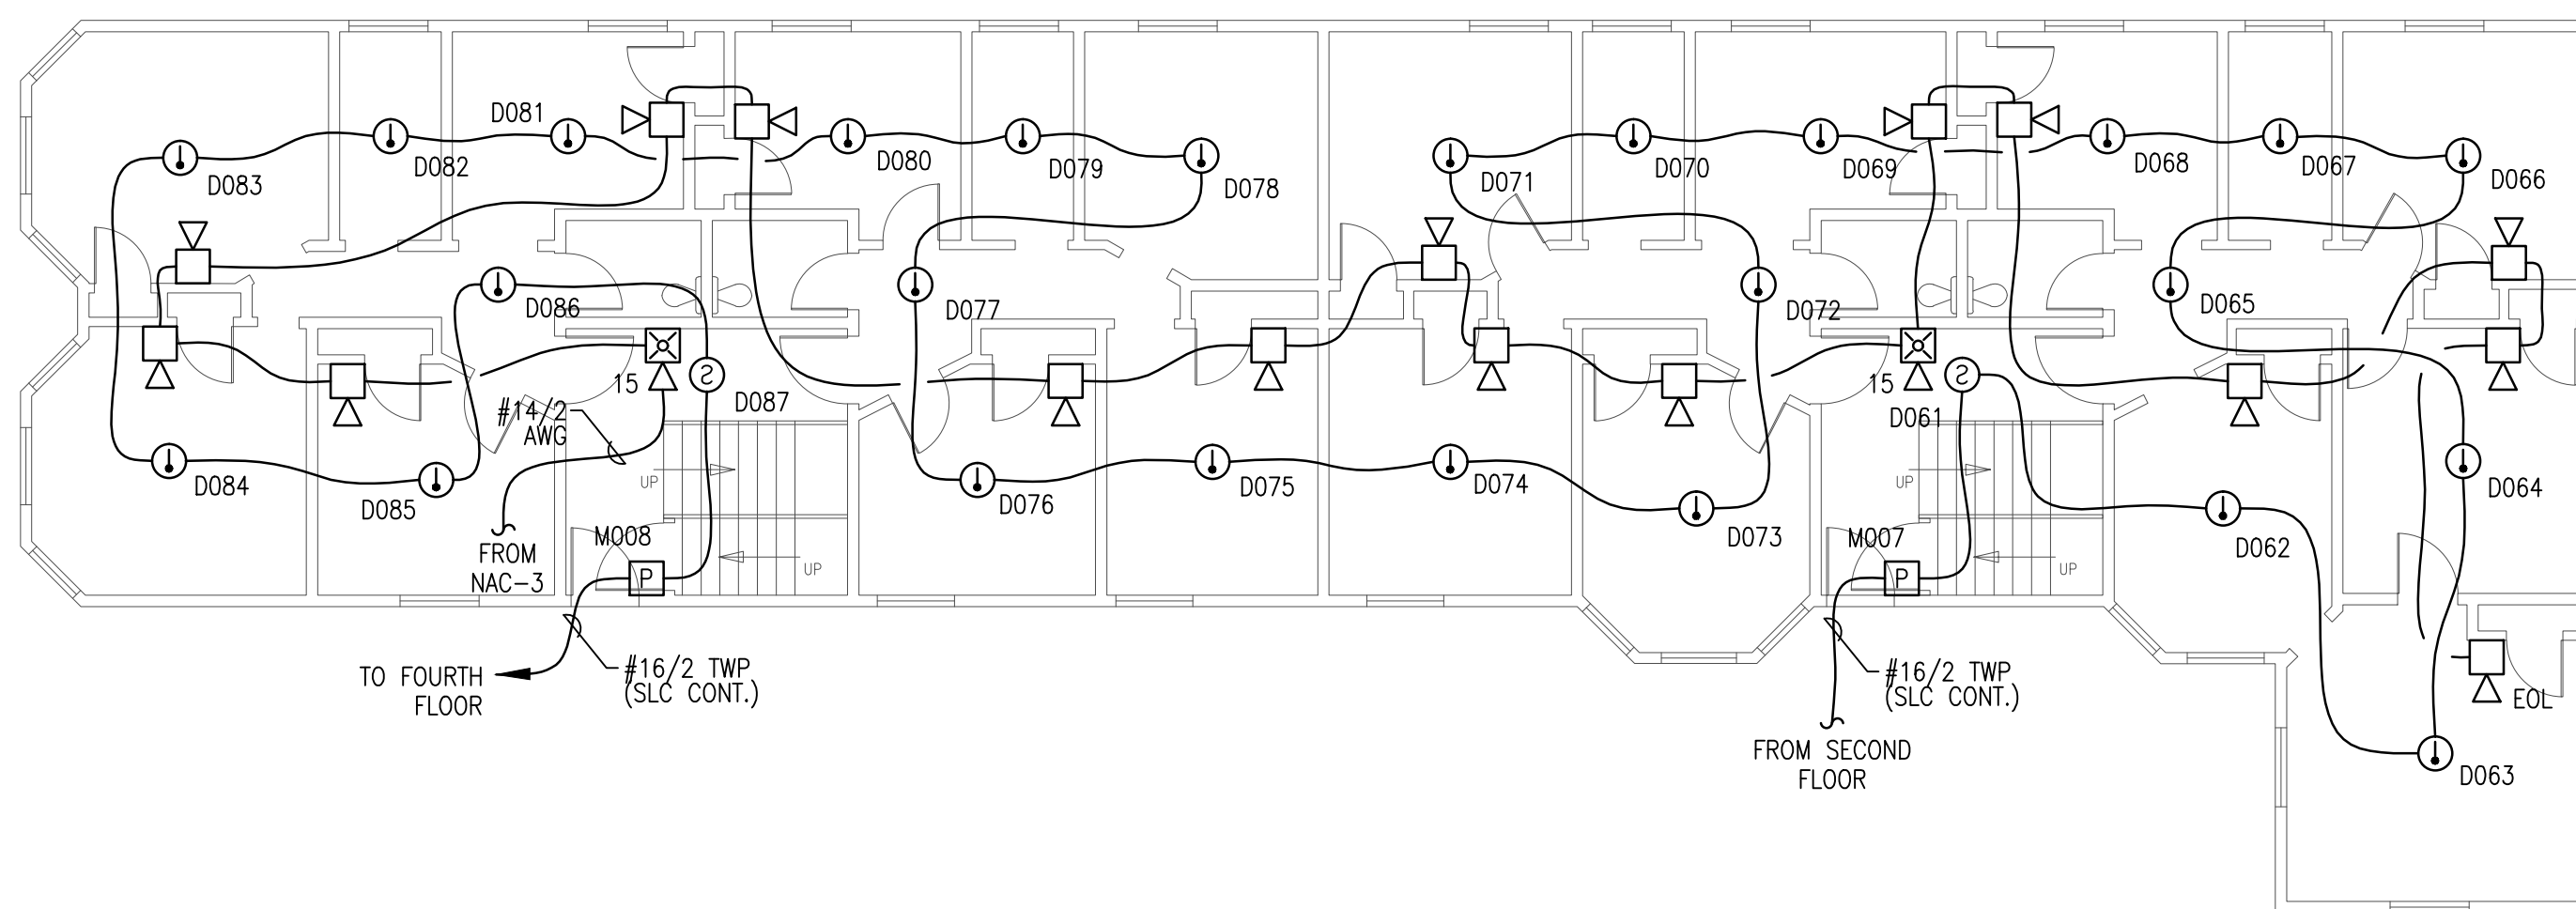 D081
D082
D083
D080
D079
D078
D071
D070
D069
D068
D067
D066
D086
D077
D072
D065
15
D087
#14/2
AWG
15
D061
D084
D085
UP
D076
D075
D074
UP
D064
FROM
NAC-3
M008
P
UP
D073
M007
P
UP
D062
S
S
TO FOURTH
FLOOR
#16/2 TWP
(SLC CONT.)
#16/2 TWP
(SLC CONT.)
EOL
FROM SECOND
FLOOR
D063